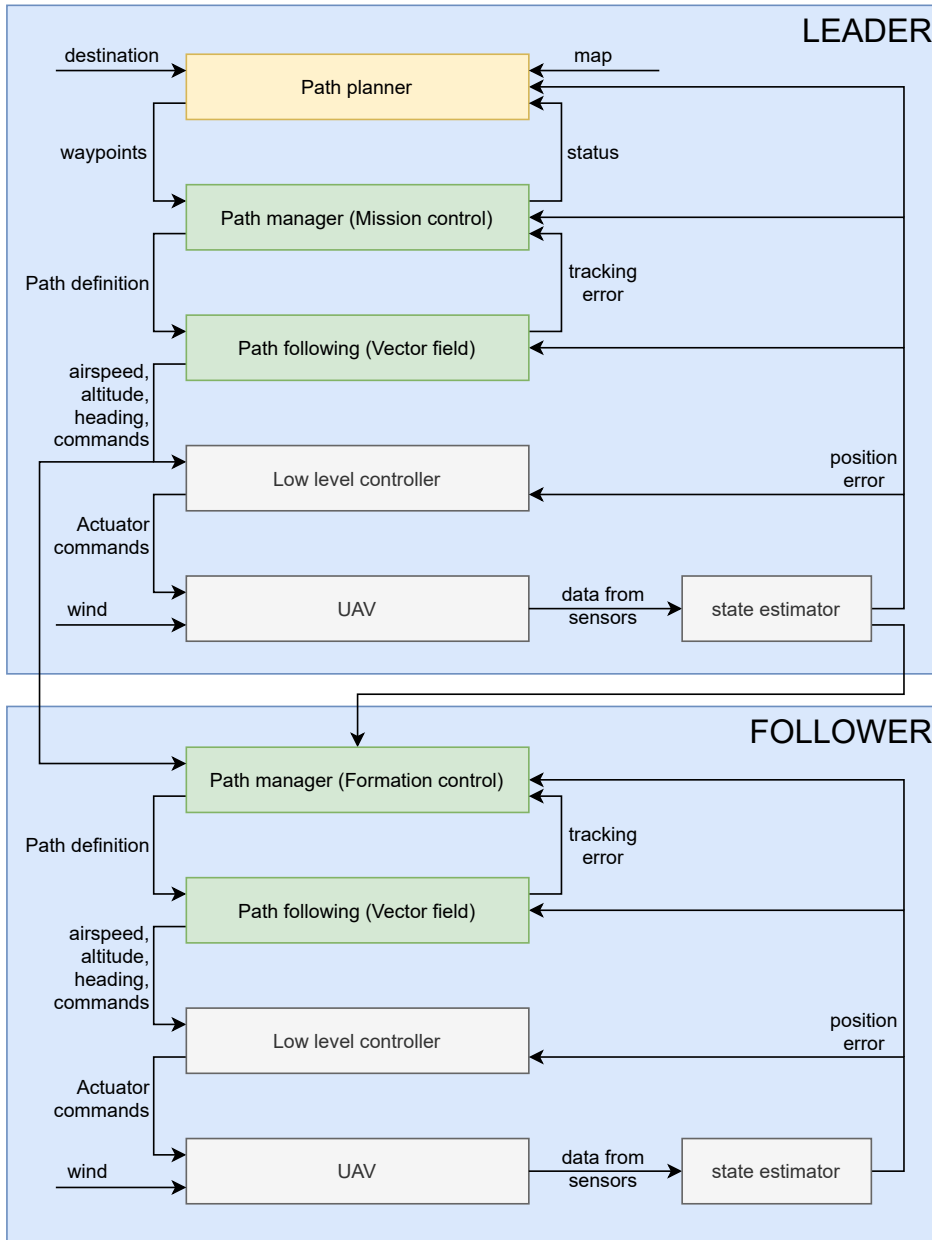 LEADER
destination
map
Path planner
waypoints
status
Path manager (Mission control)
Path definition
tracking
error
Path following (Vector field)
airspeed,
altitude,
heading,
commands
Low level controller
position
error
Actuator
commands
wind
UAV
data from
sensors
state estimator
FOLLOWER
Path manager (Formation control)
Path definition
tracking
error
Path following (Vector field)
airspeed,
altitude,
heading,
commands
Low level controller
position
error
Actuator
commands
wind
UAV
data from
sensors
state estimator